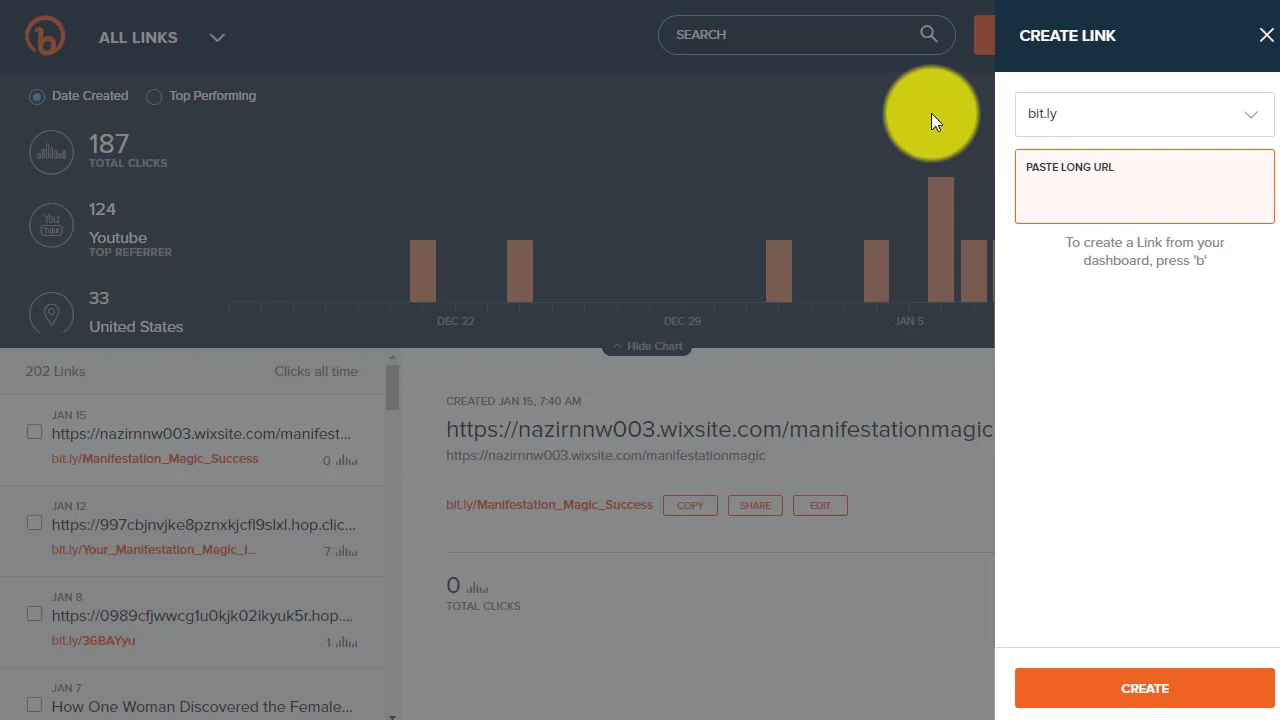 ALL LINKS
SEARCH
CREATE LINK
Date Created
Top Performing
187
TOTAL CLICKS
You
Tube
124
Youtube
TOP REFERRER
33
United States
DEC 22
DEC 29
JAN 5
Hide Chart
bit.ly
PASTE LONG URL
To create a Link from your
dashboard, press 'b'
CREATE
202 Links
Clicks all time
JAN 15
https://nazirnnw003.wixsite.com/manifest...
bit.ly/Manifestation_Magic_Success
0
JAN 12
https://997cbjnvjke8pznxkjcfl9slxl.hop.clic...
bit.ly/Your_Manifestation_Magic_I...
7
JAN 8
https://0989cfjwwcg1u0kjk02ikyuk5r.hop....
bit.ly/36BAYyu
1
JAN 7
How One Woman Discovered the Female...
CREATED JAN 15, 7:40 AM
https://nazirnnw003.wixsite.com/manifestationmagic
https://nazirnnw003.wixsite.com/manifestationmagic
bit.ly/Manifestation_Magic_Success
COPY
SHARE
EDIT
0
TOTAL CLICKS